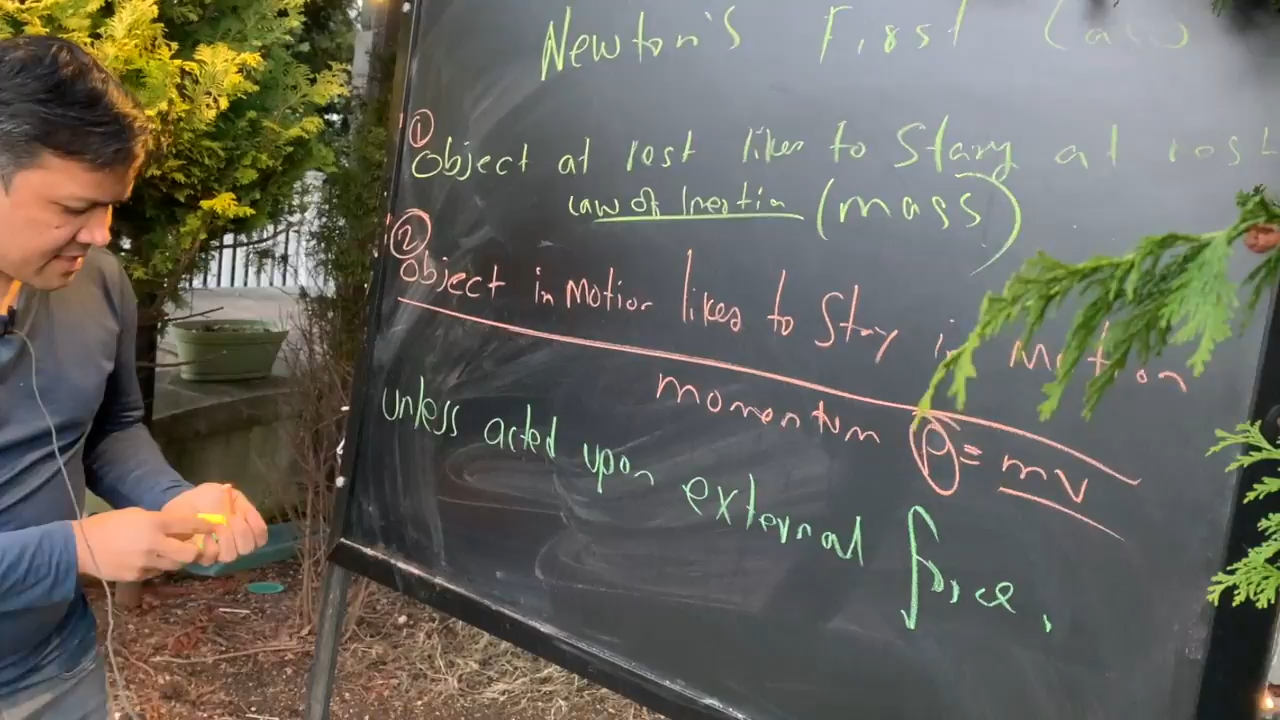 Newton's First Law
① Object at rest likes to Stay at rest
Law of Inertia (mass)
② Object in Motion likes to Stay in Motion
momentum P = mv
unless acted upon external force.